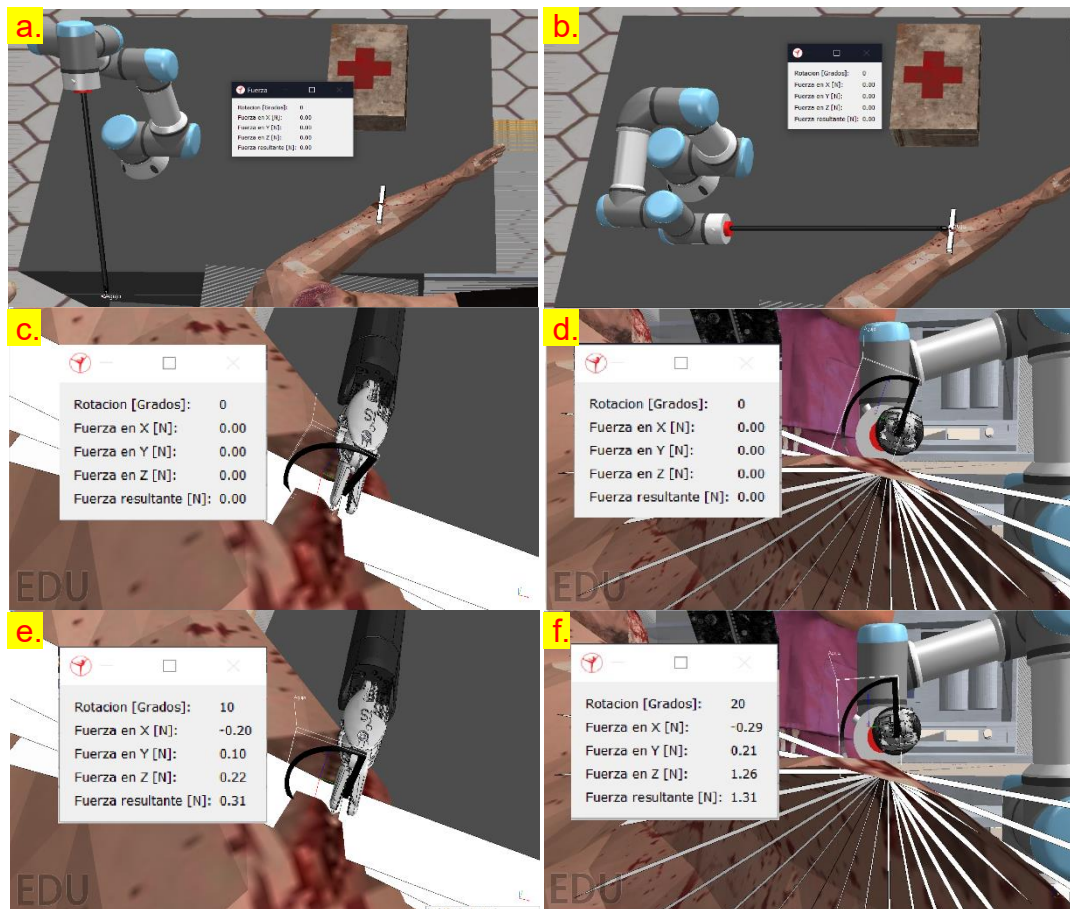 a.
Fuerza
Rotacion [Grados]: 0
Fuerza en X [N]: 0.00
Fuerza en Y [N]: 0.00
Fuerza en Z [N]: 0.00
Fuerza resultante [N]: 0.00
b.
Rotacion [Grados]: 0
Fuerza en X [N]: 0.00
Fuerza en Y [N]: 0.00
Fuerza en Z [N]: 0.00
Fuerza resultante [N]: 0.00
c.
Rotacion [Grados]: 0
Fuerza en X [N]: 0.00
Fuerza en Y [N]: 0.00
Fuerza en Z [N]: 0.00
Fuerza resultante [N]: 0.00
EDU
d.
Rotacion [Grados]: 0
Fuerza en X [N]: 0.00
Fuerza en Y [N]: 0.00
Fuerza en Z [N]: 0.00
Fuerza resultante [N]: 0.00
EDU
e.
Rotacion [Grados]: 10
Fuerza en X [N]: -0.20
Fuerza en Y [N]: 0.10
Fuerza en Z [N]: 0.22
Fuerza resultante [N]: 0.31
EDU
f.
Rotacion [Grados]: 20
Fuerza en X [N]: -0.29
Fuerza en Y [N]: 0.21
Fuerza en Z [N]: 1.26
Fuerza resultante [N]: 1.31
EDU